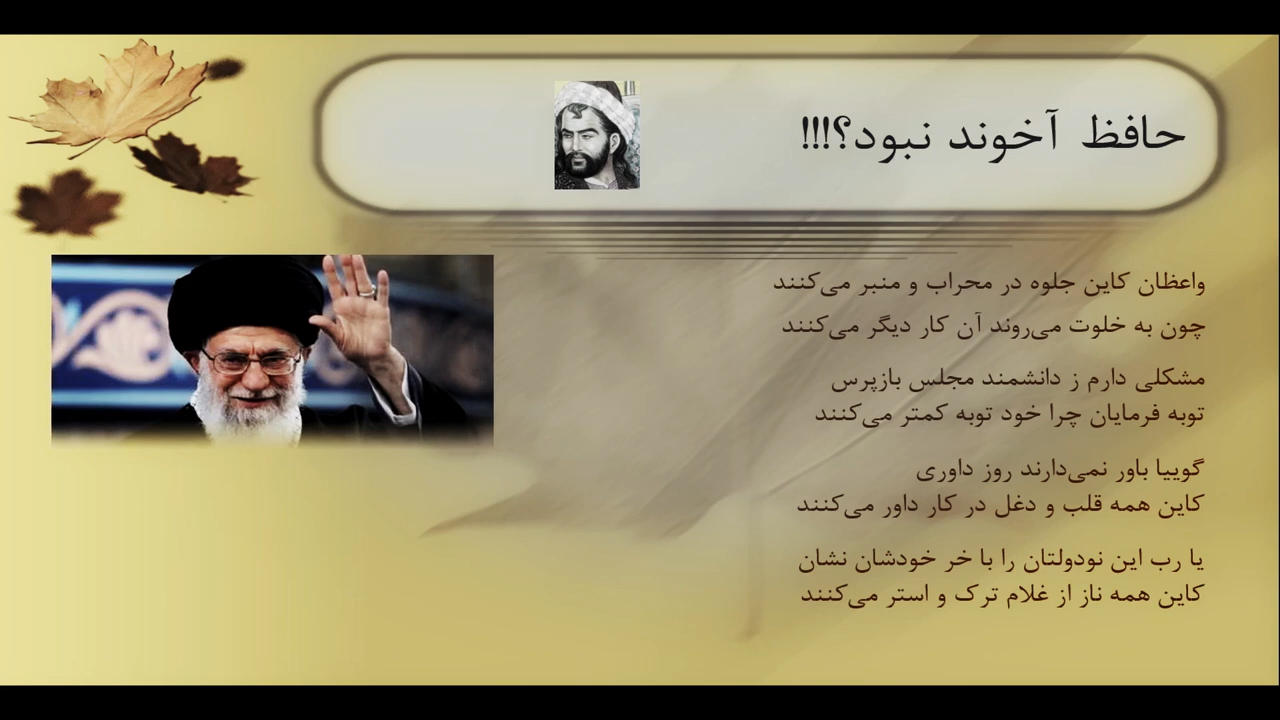 حافظ آخوند نبود؟!!!
واعظان کاین جلوه در محراب و منبر می‌کنند
چون به خلوت می‌روند آن کار دیگر می‌کنند
مشکلی دارم ز دانشمند مجلس بازپرس
توبه فرمایان چرا خود توبه کمتر می‌کنند
گوییا باور نمی‌دارند روز داوری
کاین همه قلب و دغل در کار داور می‌کنند
یا رب این نودولتان را با خر خودشان نشان
کاین همه ناز از غلام ترک و استر می‌کنند